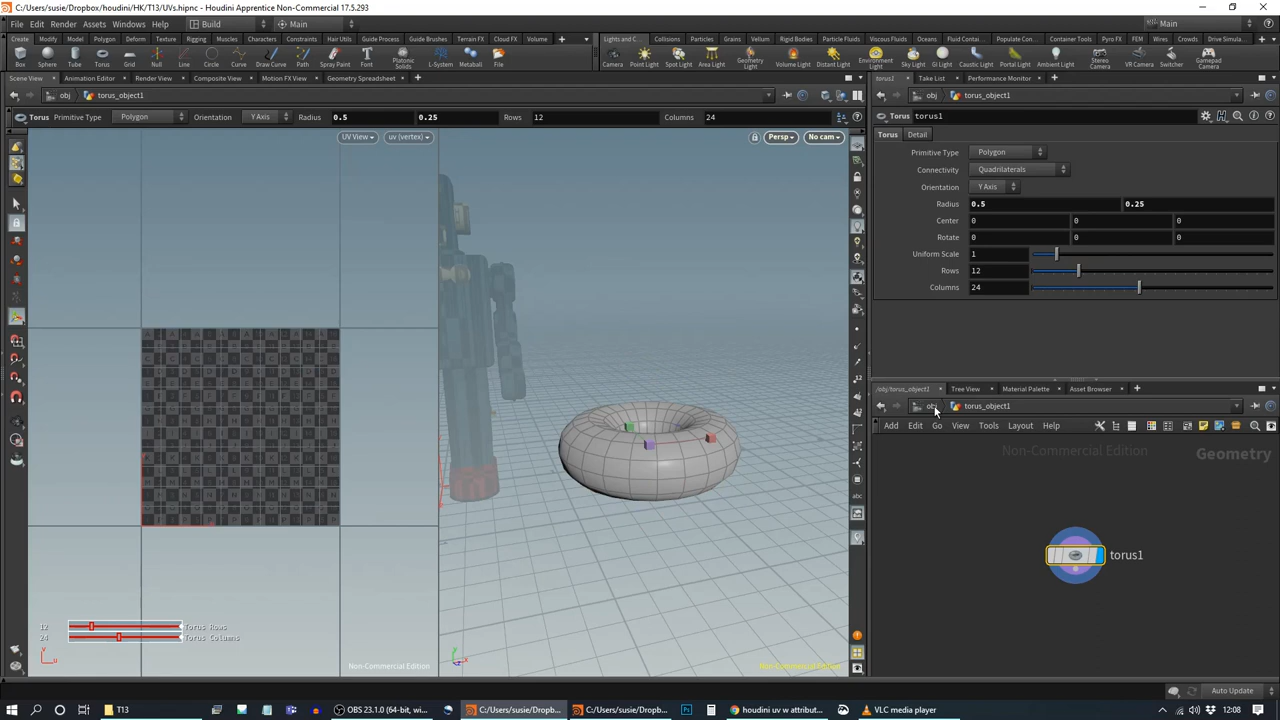 C:/Users/susie/Dropbox/houdini/HK/T13/UVs.hipnc - Houdini Apprentice Non-Commercial 17.5.293
File Edit Render Assets Windows Help Build Main Main
Create Modify Model Polygon Deform Texture Rigging Muscles Characters Constraints Hair Utils Guide Process Guide Brushes Terrain FX Cloud FX Volume
Lights and C... Collisions Particles Grains Vellum Rigid Bodies Particle Fluids Viscous Fluids Oceans Fluid Contai... Populate Con... Container Tools Pyro FX FEM Wires Crowds Drive Simula...
Box Sphere Tube Torus Grid Null Line Circle Curve Draw Curve Path Spray Paint Font Platonic Solids L-System Metaball File
Camera Point Light Spot Light Area Light Geometry Light Volume Light Distant Light Environment Light Sky Light GI Light Caustic Light Portal Light Ambient Light Stereo Camera VR Camera Switcher Gamepad Camera
Scene View Animation Editor Render View Composite View Motion FX View Geometry Spreadsheet
torus1 Take List Performance Monitor
obj torus_object1
obj torus_object1
Torus Primitive Type Polygon Orientation Y Axis Radius 0.5 0.25 Rows 12 Columns 24
Torus torus1
UV View uv (vertex)
Persp No cam
Torus Detail
Primitive Type Polygon
Connectivity Quadrilaterals
Orientation Y Axis
Radius 0.5 0.25
Center 0 0 0
Rotate 0 0 0
Uniform Scale 1
Rows 12
Columns 24
/obj/torus_object1 Tree View Material Palette Asset Browser
obj torus_object1
Add Edit Go View Tools Layout Help
Non-Commercial Edition Geometry
torus1
12 Torus Rows
24 Torus Columns
Non-Commercial Edition
Non-Commercial Edition
Auto Update
T13 OBS 23.1.0 (64-bit, w... C:/Users/susie/Dropb... C:/Users/susie/Dropb... houdini uv w attribut... VLC media player 12:08